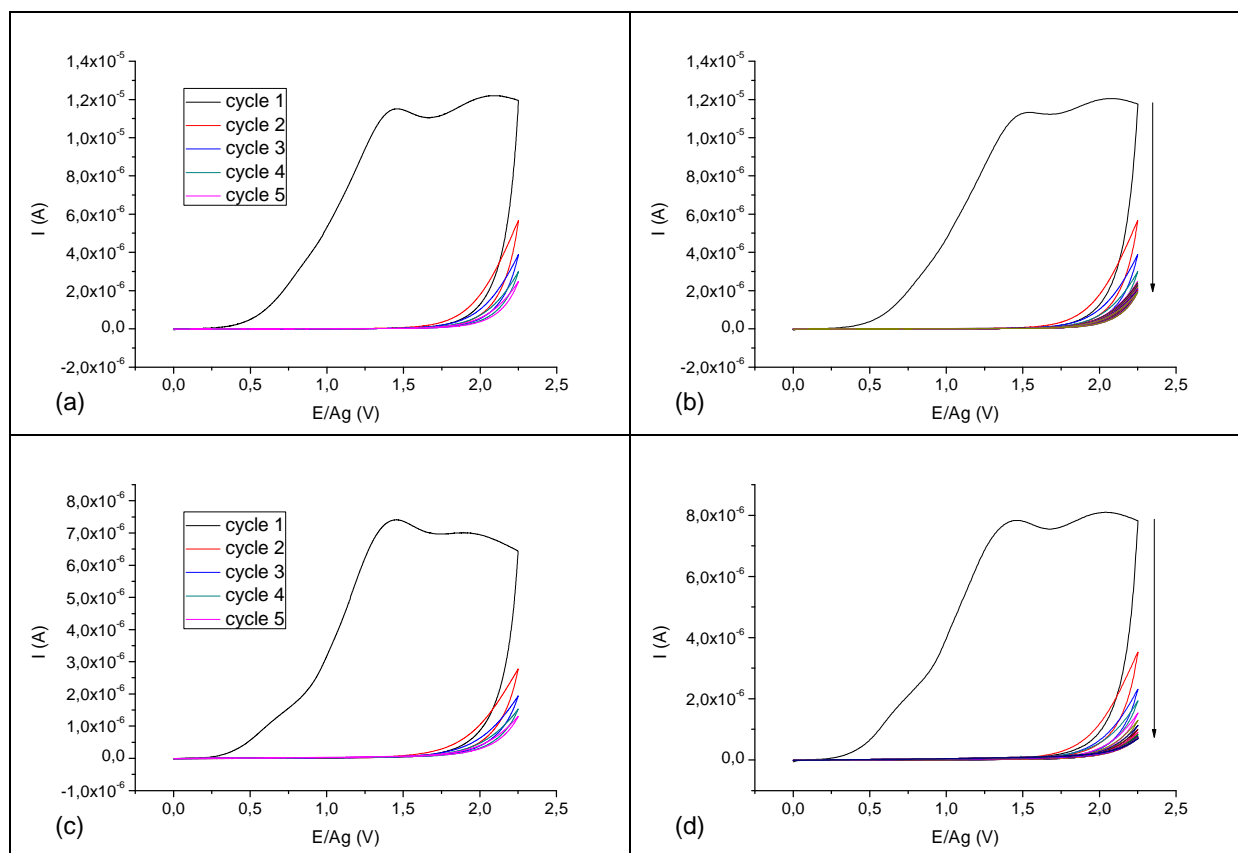 1,4x10-5
1,2x10-5
1,0x10-5
8,0x10-6
6,0x10-6
4,0x10-6
2,0x10-6
0,0
-2,0x10-6
I (A)
cycle 1
cycle 2
cycle 3
cycle 4
cycle 5
0,0 0,5 1,0 1,5 2,0 2,5
E/Ag (V)
(a)
1,4x10-5
1,2x10-5
1,0x10-5
8,0x10-6
6,0x10-6
4,0x10-6
2,0x10-6
0,0
-2,0x10-6
I (A)
0,0 0,5 1,0 1,5 2,0 2,5
E/Ag (V)
(b)
8,0x10-6
7,0x10-6
6,0x10-6
5,0x10-6
4,0x10-6
3,0x10-6
2,0x10-6
1,0x10-6
0,0
-1,0x10-6
I (A)
cycle 1
cycle 2
cycle 3
cycle 4
cycle 5
0,0 0,5 1,0 1,5 2,0 2,5
E/Ag (V)
(c)
8,0x10-6
6,0x10-6
4,0x10-6
2,0x10-6
0,0
I (A)
0,0 0,5 1,0 1,5 2,0 2,5
E/Ag (V)
(d)